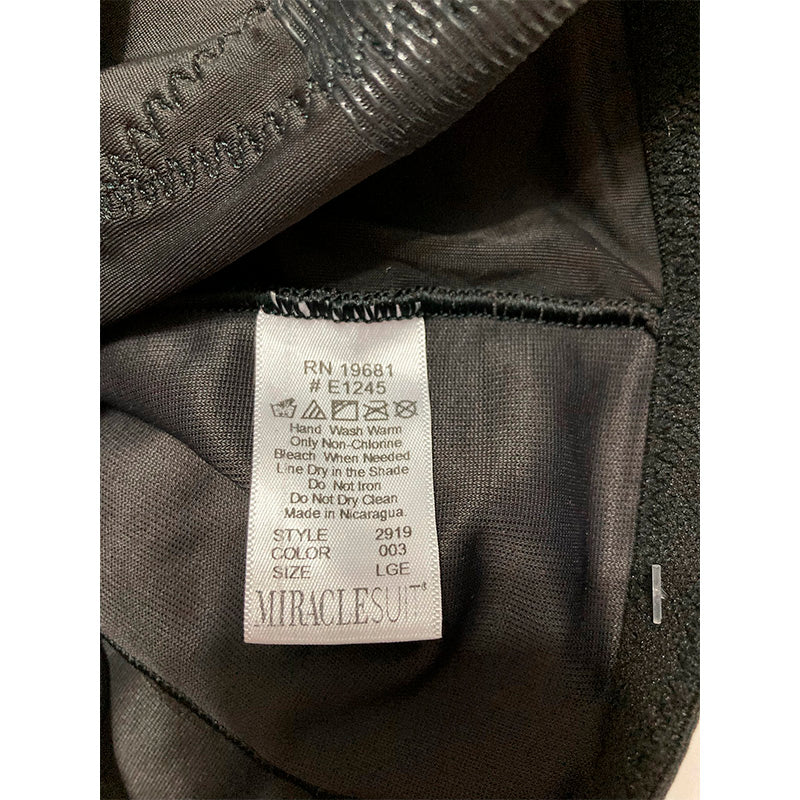 RN 19681
# E1245
Hand Wash Warm
Only Non-Chlorine
Bleach When Needed
Line Dry in the Shade
Do Not Iron
Do Not Dry Clean
Made in Nicaragua
STYLE 2919
COLOR 003
SIZE LGE
MIRACLESUIT